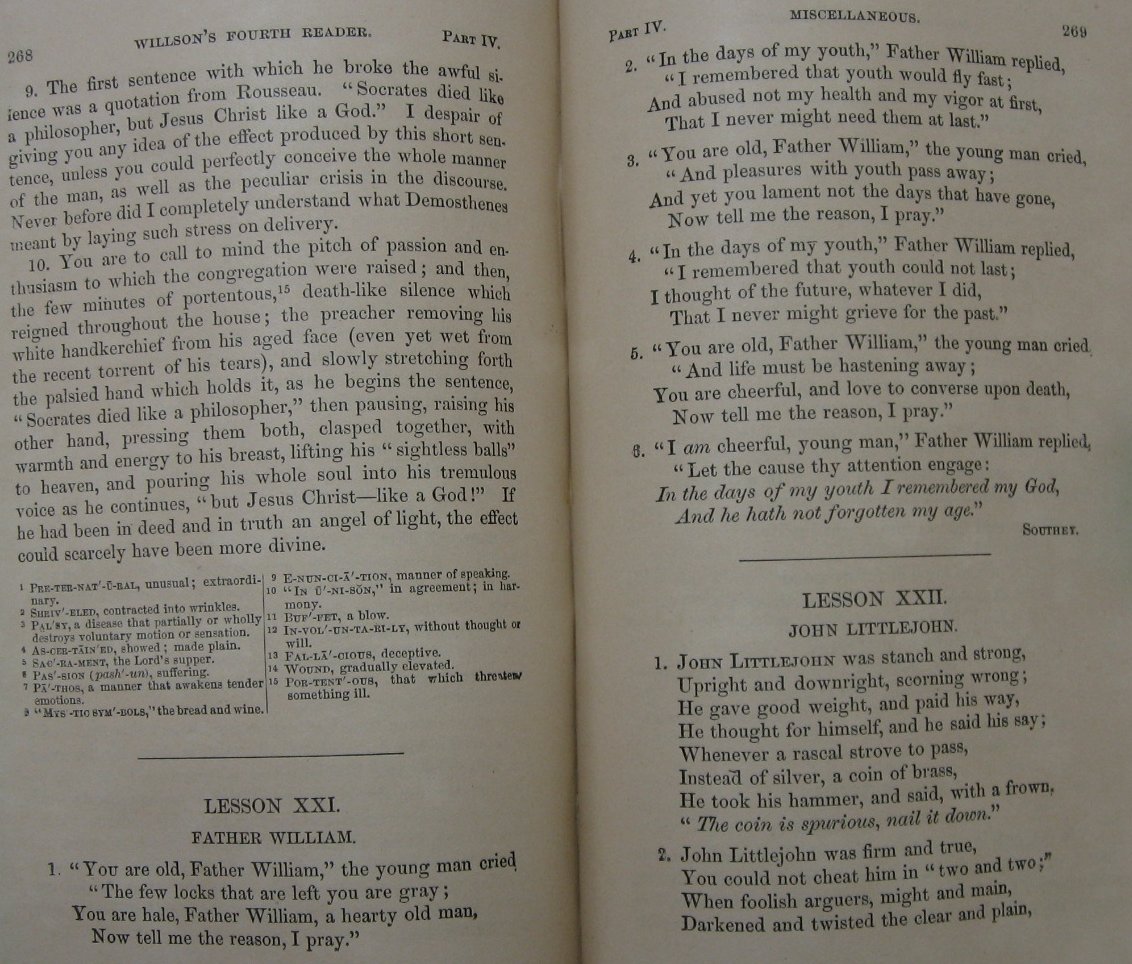 268
WILLSON'S FOURTH READER.
PART IV.
9. The first sentence with which he broke the awful si-
lence was a quotation from Rousseau. "Socrates died like
a philosopher, but Jesus Christ like a God." I despair of
giving you any idea of the effect produced by this short sen-
tence, unless you could perfectly conceive the whole manner
of the man, as well as the peculiar crisis in the discourse.
Never before did I completely understand what Demosthenes
meant by laying such stress on delivery.
10. You are to call to mind the pitch of passion and en-
thusiasm to which the congregation were raised; and then,
the few minutes of portentous,¹⁵ death-like silence which
reigned throughout the house; the preacher removing his
white handkerchief from his aged face (even yet wet from
the recent torrent of his tears), and slowly stretching forth
the palsied hand which holds it, as he begins the sentence,
"Socrates died like a philosopher," then pausing, raising his
other hand, pressing them both, clasped together, with
warmth and energy to his breast, lifting his "sightless balls"
to heaven, and pouring his whole soul into his tremulous
voice as he continues, "but Jesus Christ—like a God!" If
he had been in deed and in truth an angel of light, the effect
could scarcely have been more divine.
¹ PRE-TER-NAT'-Ū-RAL, unusual; extraordi-
nary.
² SHRIV'-ELED, contracted into wrinkles.
³ PAL'SY, a disease that partially or wholly
destroys voluntary motion or sensation.
⁴ AS-CER-TĀIN'ED, showed; made plain.
⁵ SAC'-RA-MENT, the Lord's supper.
⁶ PAS'-SION (pash'-un), suffering.
⁷ PĀ'-THOS, a manner that awakens tender
emotions.
⁸ "MYS'-TIC SYM'-BOLS," the bread and wine.
⁹ E-NUN-CI-Ā'-TION, manner of speaking.
¹⁰ "IN Ū'-NI-SŎN," in agreement; in har-
mony.
¹¹ BUF'-FET, a blow.
¹² IN-VOL'-UN-TA-RI-LY, without thought or
will.
¹³ FAL-LĀ'-CIOUS, deceptive.
¹⁴ WOUND, gradually elevated.
¹⁵ POR-TENT'-OUS, that which threatens
something ill.
LESSON XXI.
FATHER WILLIAM.
1. "YOU are old, Father William," the young man cried,
"The few locks that are left you are gray;
You are hale, Father William, a hearty old man,
Now tell me the reason, I pray."
PART IV.
MISCELLANEOUS.
269
2. "In the days of my youth," Father William replied,
"I remembered that youth would fly fast;
And abused not my health and my vigor at first,
That I never might need them at last."
3. "You are old, Father William," the young man cried,
"And pleasures with youth pass away;
And yet you lament not the days that have gone,
Now tell me the reason, I pray."
4. "In the days of my youth," Father William replied,
"I remembered that youth could not last;
I thought of the future, whatever I did,
That I never might grieve for the past."
5. "You are old, Father William," the young man cried,
"And life must be hastening away;
You are cheerful, and love to converse upon death,
Now tell me the reason, I pray."
6. "I am cheerful, young man," Father William replied,
"Let the cause thy attention engage:
In the days of my youth I remembered my God,
And he hath not forgotten my age."
SOUTHEY.
LESSON XXII.
JOHN LITTLEJOHN.
1. JOHN LITTLEJOHN was stanch and strong,
Upright and downright, scorning wrong;
He gave good weight, and paid his way,
He thought for himself, and he said his say;
Whenever a rascal strove to pass,
Instead of silver, a coin of brass,
He took his hammer, and said, with a frown,
"The coin is spurious, nail it down."
2. John Littlejohn was firm and true,
You could not cheat him in "two and two;"
When foolish arguers, might and main,
Darkened and twisted the clear and plain,